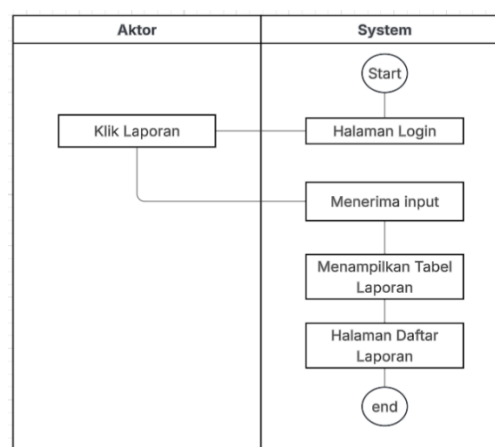 Aktor
System
Start
Klik Laporan
Halaman Login
Menerima input
Menampilkan Tabel
Laporan
Halaman Daftar
Laporan
end